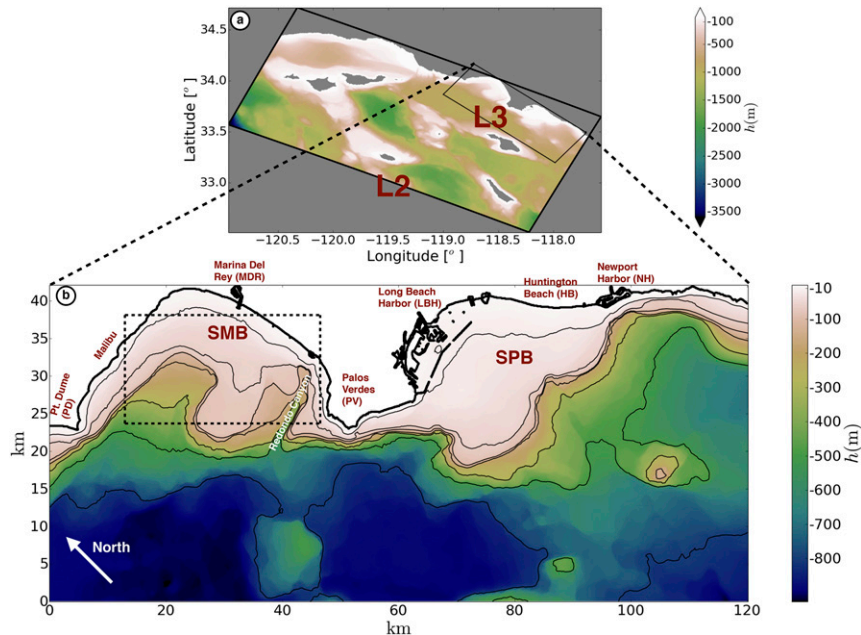 a
34.0
33.5
33.0
Latitude [°]
L3
L2
−120.5 −120.0 −119.5 −119.0 −118.5 −118.0
Longitude [°]
-100
-500
-1000
-1500
-2000
-2500
-3000
-3500
h(m)
b
Marina Del
Rey (MDR)
Long Beach
Harbor (LBH)
Huntington
Beach (HB)
Newport
Harbor (NH)
Malibu
Pt. Dume
(PD)
SMB
Redondo Canyon
Palos
Verdes
(PV)
SPB
North
40
35
30
25
20
15
10
5
0
km
0 20 40 60 80 100 120
km
-10
-100
-200
-300
-400
-500
-600
-700
-800
h(m)